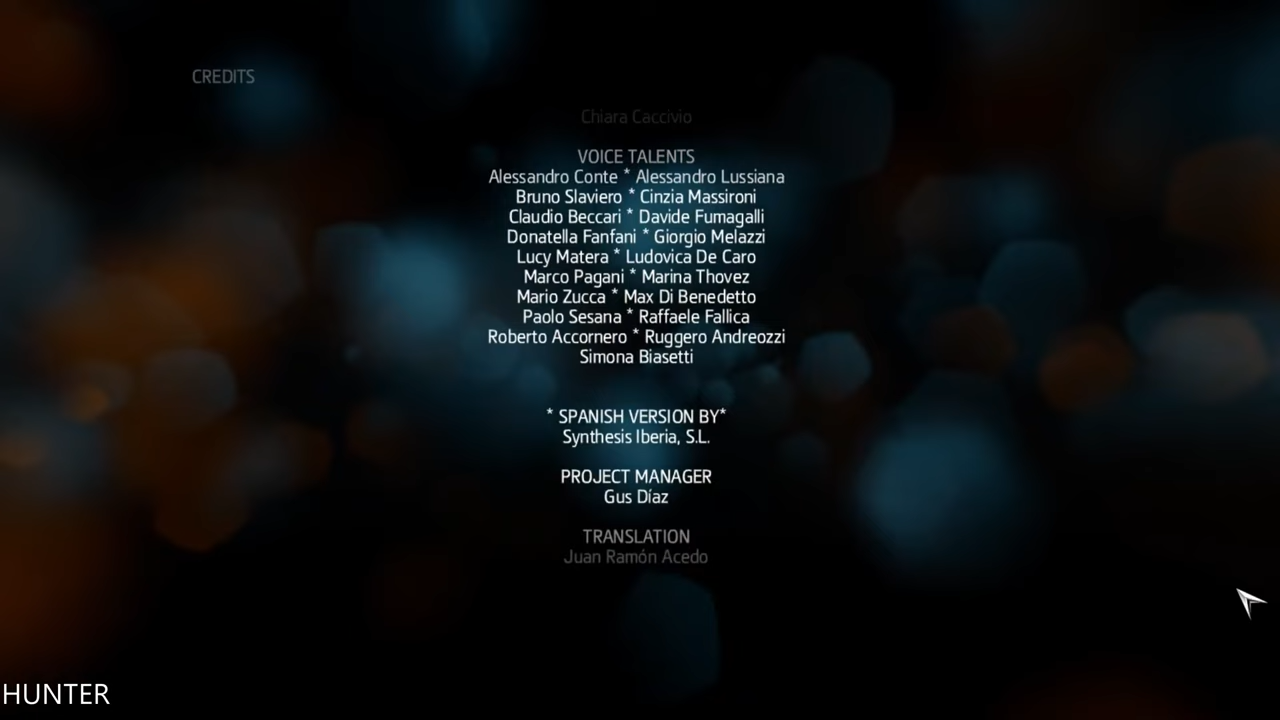 CREDITS
Chiara Caccivio
VOICE TALENTS
Alessandro Conte * Alessandro Lussiana
Bruno Slaviero * Cinzia Massironi
Claudio Beccari * Davide Fumagalli
Donatella Fanfani * Giorgio Melazzi
Lucy Matera * Ludovica De Caro
Marco Pagani * Marina Thovez
Mario Zucca * Max Di Benedetto
Paolo Sesana * Raffaele Fallica
Roberto Accornero * Ruggero Andreozzi
Simona Biasetti
* SPANISH VERSION BY*
Synthesis Iberia, S.L.
PROJECT MANAGER
Gus Díaz
TRANSLATION
Juan Ramón Acedo
HUNTER